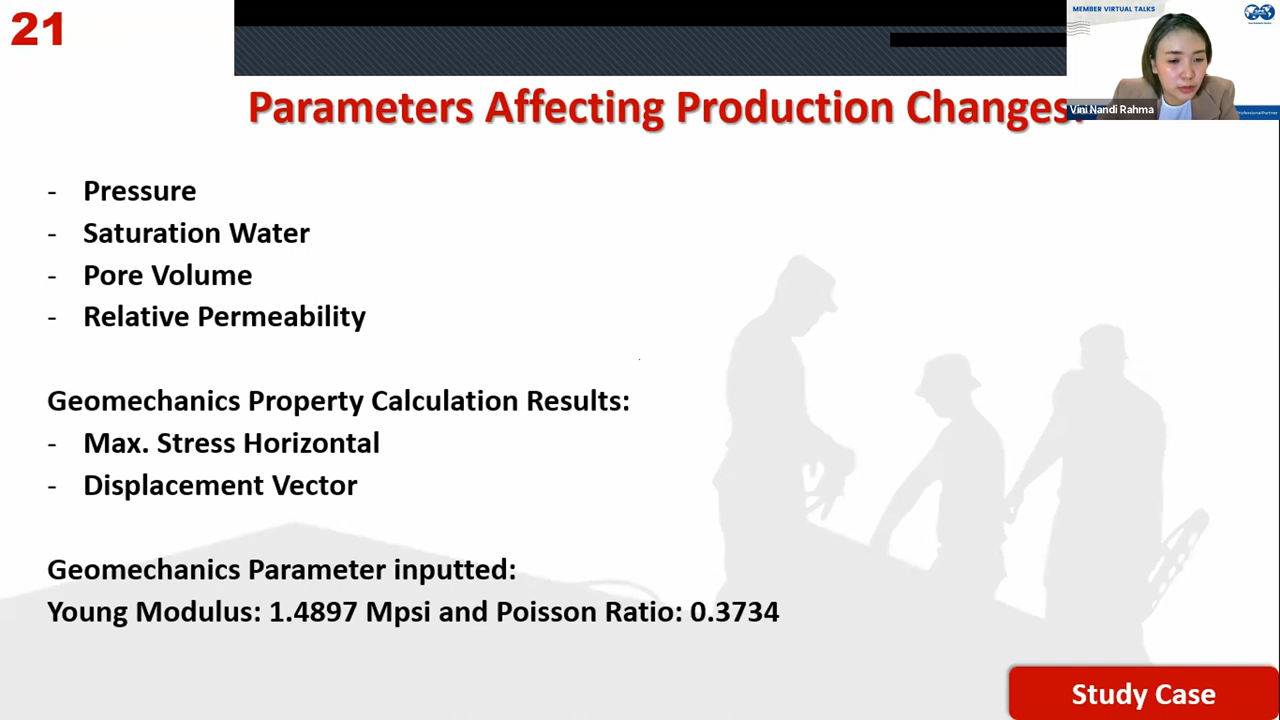 21
MEMBER VIRTUAL TALKS
Vini Nandi Rahma
Parameters Affecting Production Changes:
- Pressure
- Saturation Water
- Pore Volume
- Relative Permeability
Geomechanics Property Calculation Results:
- Max. Stress Horizontal
- Displacement Vector
Geomechanics Parameter inputted:
Young Modulus: 1.4897 Mpsi and Poisson Ratio: 0.3734
Study Case